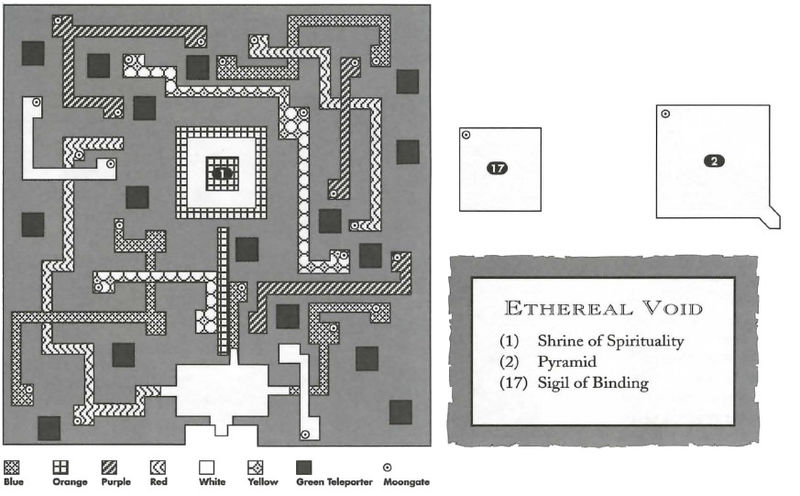 1
17
2
ETHEREAL VOID
(1) Shrine of Spirituality
(2) Pyramid
(17) Sigil of Binding
Blue Orange Purple Red White Yellow Green Teleporter Moongate